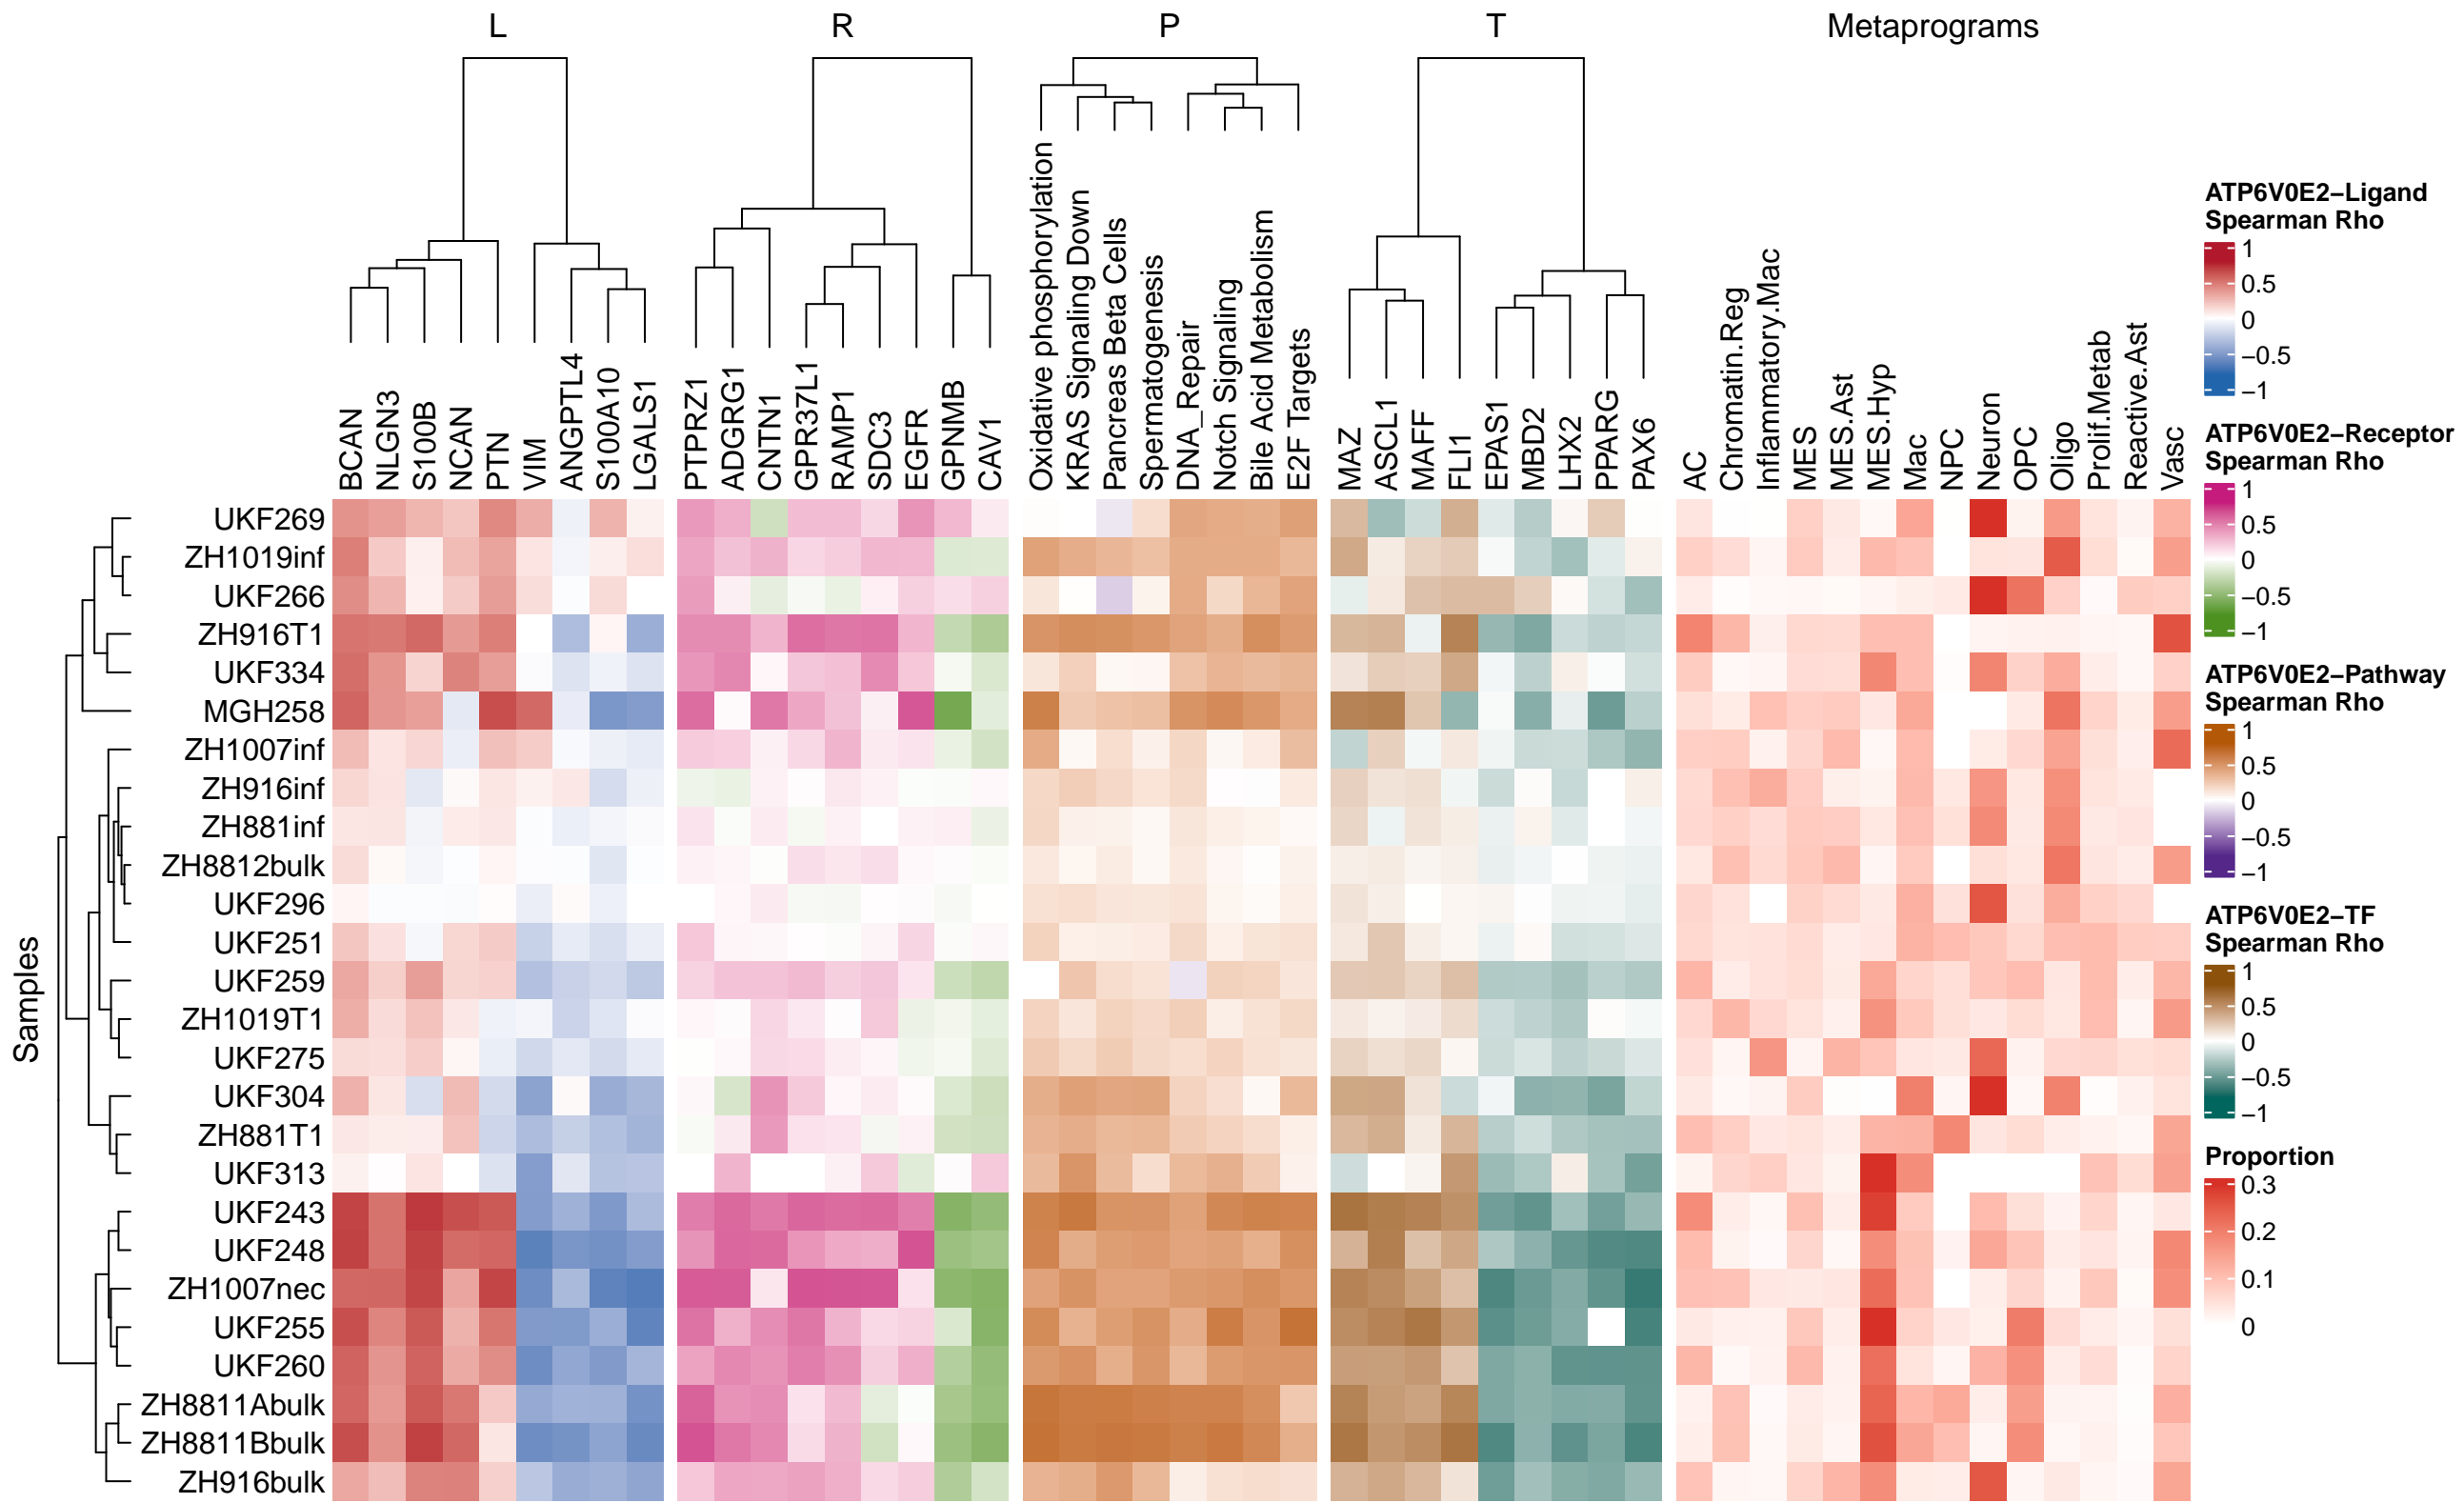 L
R
P
T
Metaprograms
BCAN
NLGN3
S100B
NCAN
PTN
VIM
ANGPTL4
S100A10
LGALS1
PTPRZ1
ADGRG1
CNTN1
GPR37L1
RAMP1
SDC3
EGFR
GPNMB
CAV1
Oxidative phosphorylation
KRAS Signaling Down
Pancreas Beta Cells
Spermatogenesis
DNA_Repair
Notch Signaling
Bile Acid Metabolism
E2F Targets
MAZ
ASCL1
MAFF
FLI1
EPAS1
MBD2
LHX2
PPARG
PAX6
AC
Chromatin.Reg
Inflammatory.Mac
MES
MES.Ast
MES.Hyp
Mac
NPC
Neuron
OPC
Oligo
Prolif.Metab
Reactive.Ast
Vasc
Samples
UKF269
ZH1019inf
UKF266
ZH916T1
UKF334
MGH258
ZH1007inf
ZH916inf
ZH881inf
ZH8812bulk
UKF296
UKF251
UKF259
ZH1019T1
UKF275
UKF304
ZH881T1
UKF313
UKF243
UKF248
ZH1007nec
UKF255
UKF260
ZH8811Abulk
ZH8811Bbulk
ZH916bulk
ATP6V0E2−Ligand
Spearman Rho
1
0.5
0
−0.5
−1
ATP6V0E2−Receptor
Spearman Rho
1
0.5
0
−0.5
−1
ATP6V0E2−Pathway
Spearman Rho
1
0.5
0
−0.5
−1
ATP6V0E2−TF
Spearman Rho
1
0.5
0
−0.5
−1
Proportion
0.3
0.2
0.1
0